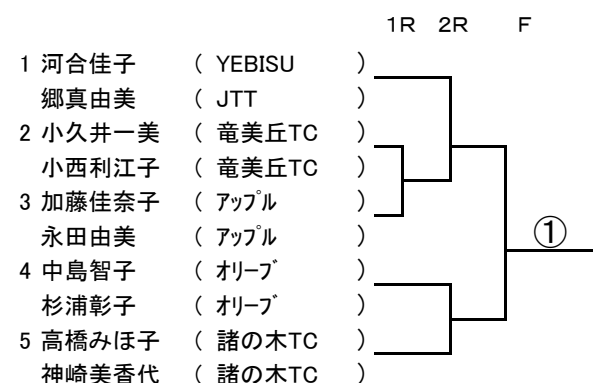 1R 2R F
1 河合佳子 ( YEBISU )
郷真由美 ( JTT )
2 小久井一美 ( 竜美丘TC )
小西利江子 ( 竜美丘TC )
3 加藤佳奈子 ( アップル )
永田由美 ( アップル )
①
4 中島智子 ( オリーブ )
杉浦彰子 ( オリーブ )
5 高橋みほ子 ( 諸の木TC )
神崎美香代 ( 諸の木TC )